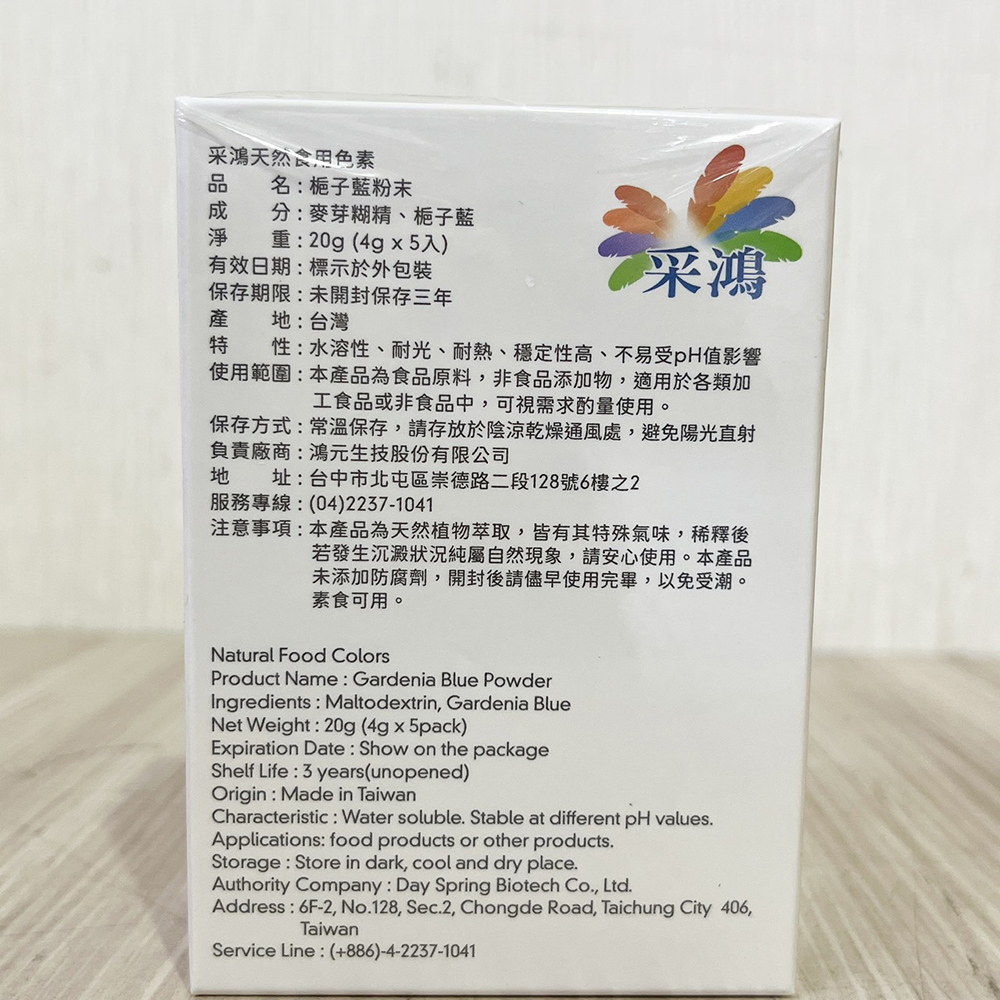 采鴻天然食用色素
品　　名：梔子藍粉末
成　　分：麥芽糊精、梔子藍
淨　　重：20g (4g x 5入)
有效日期：標示於外包裝
保存期限：未開封保存三年
產　　地：台灣
特　　性：水溶性、耐光、耐熱、穩定性高、不易受pH值影響
使用範圍：本產品為食品原料，非食品添加物，適用於各類加
工食品或非食品中，可視需求酌量使用。
保存方式：常溫保存，請存放於陰涼乾燥通風處，避免陽光直射
負責廠商：鴻元生技股份有限公司
地　　址：台中市北屯區崇德路二段128號6樓之2
服務專線：(04)2237-1041
注意事項：本產品為天然植物萃取，皆有其特殊氣味，稀釋後
若發生沉澱狀況純屬自然現象，請安心使用。本產品
未添加防腐劑，開封後請儘早使用完畢，以免受潮。
素食可用。
采鴻
Natural Food Colors
Product Name : Gardenia Blue Powder
Ingredients : Maltodextrin, Gardenia Blue
Net Weight : 20g (4g x 5pack)
Expiration Date : Show on the package
Shelf Life : 3 years(unopened)
Origin : Made in Taiwan
Characteristic : Water soluble. Stable at different pH values.
Applications: food products or other products.
Storage : Store in dark, cool and dry place.
Authority Company : Day Spring Biotech Co., Ltd.
Address : 6F-2, No.128, Sec.2, Chongde Road, Taichung City 406,
Taiwan
Service Line : (+886)-4-2237-1041